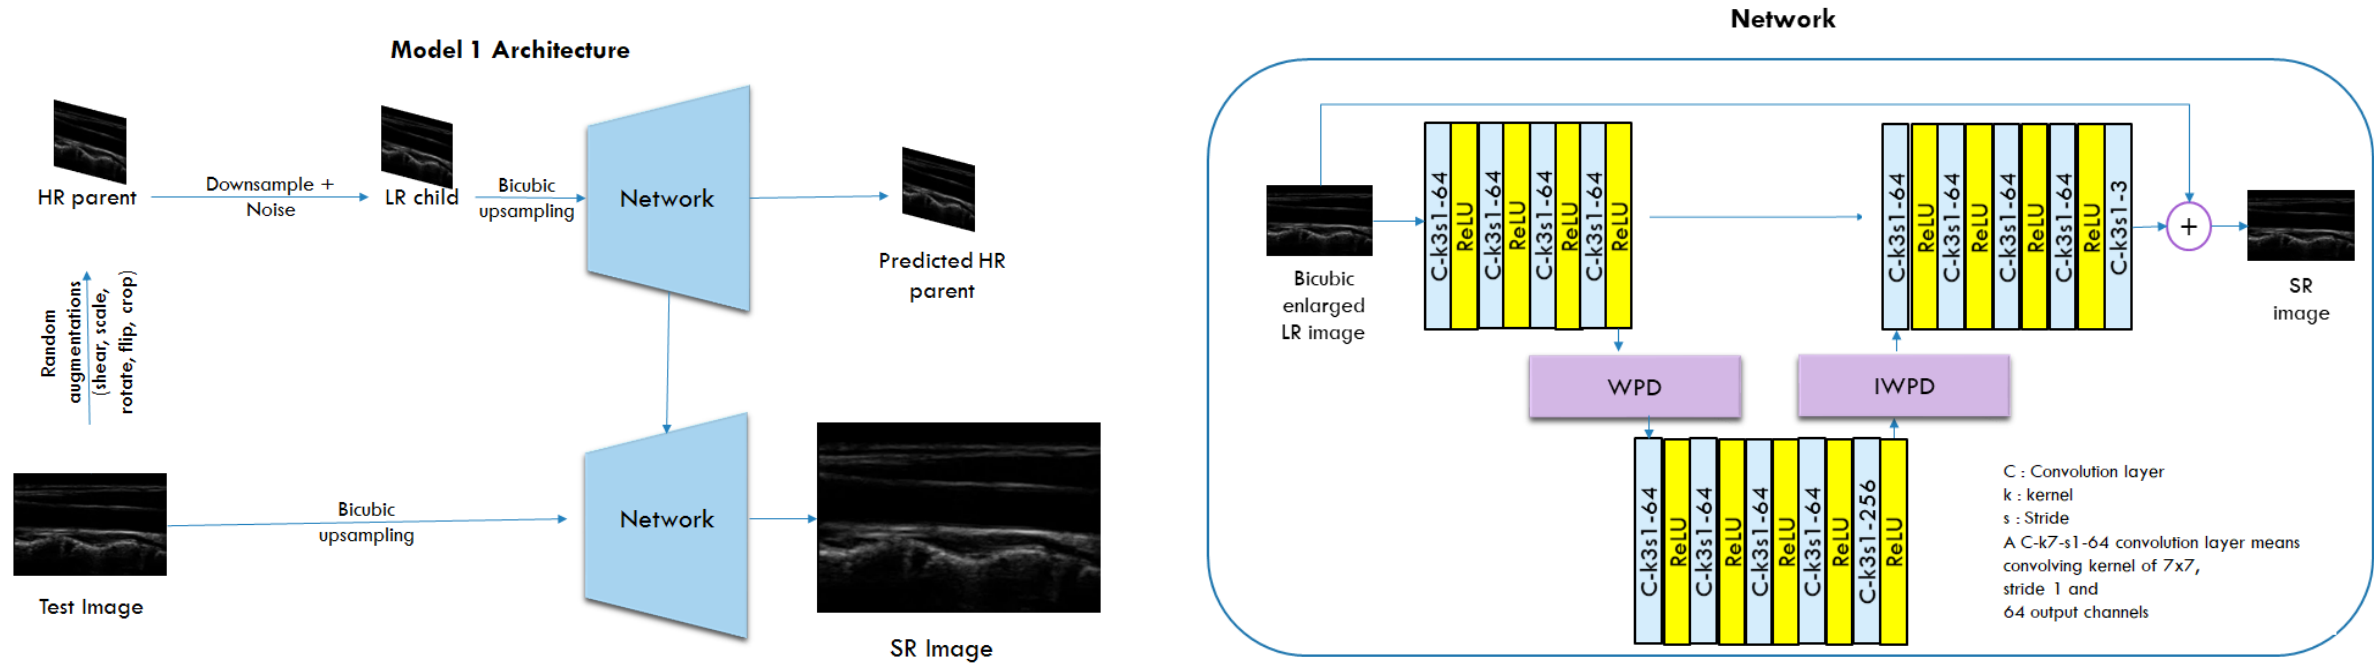 Model 1 Architecture
HR parent
Downsample +
Noise
LR child
Bicubic
upsampling
Network
Predicted HR
parent
Random
augmentations
(shear, scale,
rotate, flip, crop)
Test Image
Bicubic
upsampling
Network
SR Image
Network
Bicubic
enlarged
LR image
C-k3s1-64
ReLU
C-k3s1-64
ReLU
C-k3s1-64
ReLU
C-k3s1-64
ReLU
C-k3s1-64
ReLU
C-k3s1-64
ReLU
C-k3s1-64
ReLU
C-k3s1-64
ReLU
C-k3s1-3
+
SR
image
WPD
IWPD
C-k3s1-64
ReLU
C-k3s1-64
ReLU
C-k3s1-64
ReLU
C-k3s1-64
ReLU
C-k3s1-256
ReLU
C : Convolution layer
k : kernel
s : Stride
A C-k7-s1-64 convolution layer means
convolving kernel of 7x7,
stride 1 and
64 output channels